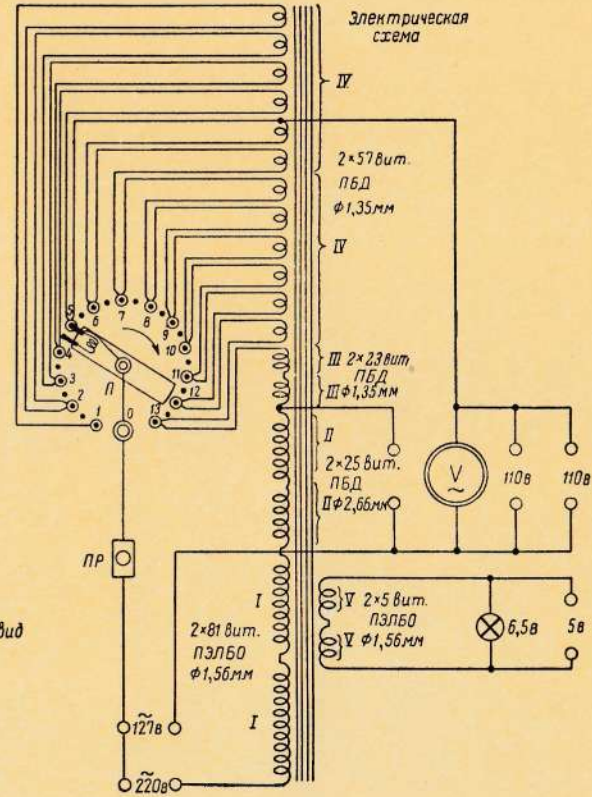 Электрическая
схема
IV
2×57 вит.
ПБД
Ф1,35мм
IV
5
6
7
8
9
10
4
11
3
П
12
2
1
0
13
III 2×23 вит.
ПБД
III Ф1,35мм
II
2×25 вит.
ПБД
II Ф2,66мм
V
~
110в
110в
ПР
вид
I
2×81 вит.
ПЭЛБО
Ф1,56мм
I
V 2×5 вит.
ПЭЛБО
V Ф1,56мм
6,5в
5в
~
127в
~
220в